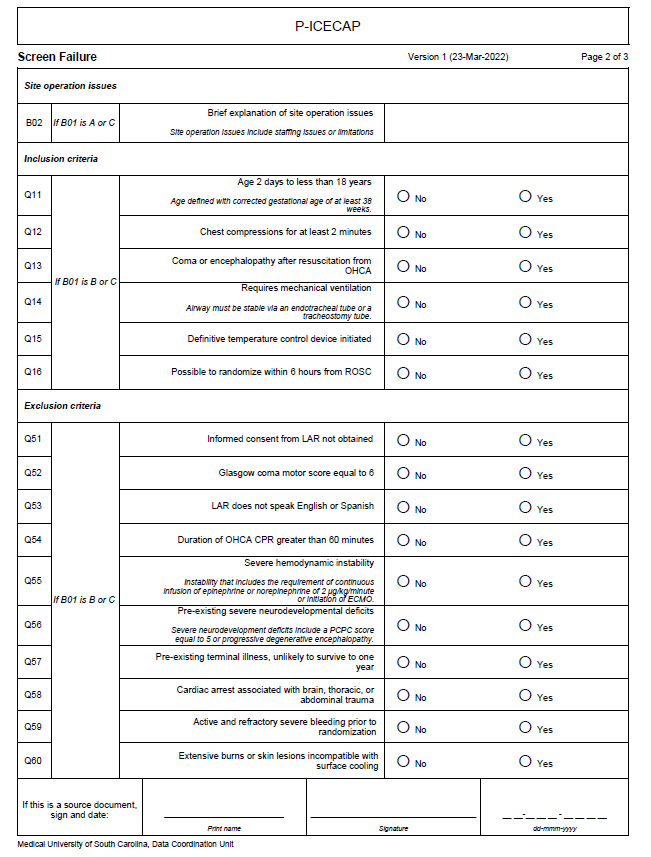 P-ICECAP
Screen Failure Version 1 (23-Mar-2022) Page 2 of 3
Site operation issues
B02 If B01 is A or C Brief explanation of site operation issues
Site operation issues include staffing issues or limitations
Inclusion criteria
If B01 is B or C
Q11 Age 2 days to less than 18 years No Yes
Age defined with corrected gestational age of at least 38
weeks.
Q12 Chest compressions for at least 2 minutes No Yes
Q13 Coma or encephalopathy after resuscitation from No Yes
OHCA
Q14 Requires mechanical ventilation No Yes
Airway must be stable via an endotracheal tube or a
tracheostomy tube.
Q15 Definitive temperature control device initiated No Yes
Q16 Possible to randomize within 6 hours from ROSC No Yes
Exclusion criteria
If B01 is B or C
Q51 Informed consent from LAR not obtained No Yes
Q52 Glasgow coma motor score equal to 6 No Yes
Q53 LAR does not speak English or Spanish No Yes
Q54 Duration of OHCA CPR greater than 60 minutes No Yes
Q55 Severe hemodynamic instability No Yes
Instability that includes the requirement of continuous
infusion of epinephrine or norepinephrine of 2 µg/kg/minute
or initiation of ECMO.
Q56 Pre-existing severe neurodevelopmental deficits No Yes
Severe neurodevelopment deficits include a PCPC score
equal to 5 or progressive degenerative encephalopathy.
Q57 Pre-existing terminal illness, unlikely to survive to one No Yes
year
Q58 Cardiac arrest associated with brain, thoracic, or No Yes
abdominal trauma
Q59 Active and refractory severe bleeding prior to No Yes
randomization
Q60 Extensive burns or skin lesions incompatible with No Yes
surface cooling
If this is a source document,
sign and date:
__-___-____
Print name Signature dd-mmm-yyyy
Medical University of South Carolina, Data Coordination Unit